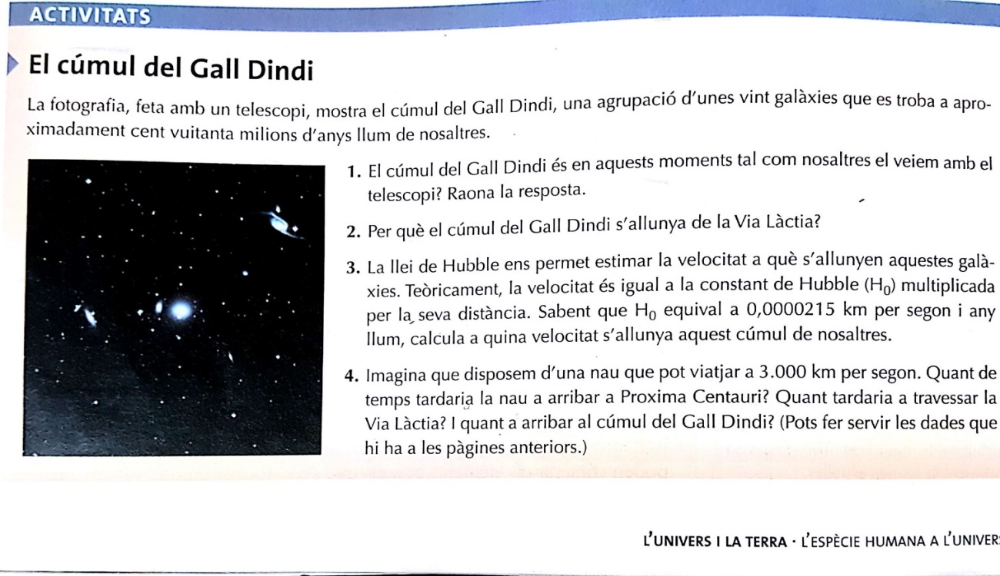 ACTIVITATS
El cúmul del Gall Dindi
La fotografia, feta amb un telescopi, mostra el cúmul del Gall Dindi, una agrupació d'unes vint galàxies que es troba a apro-
ximadament cent vuitanta milions d'anys llum de nosaltres.
1. El cúmul del Gall Dindi és en aquests moments tal com nosaltres el veiem amb el
telescopi? Raona la resposta.
2. Per què el cúmul del Gall Dindi s'allunya de la Via Làctia?
3. La llei de Hubble ens permet estimar la velocitat a què s'allunyen aquestes galà-
xies. Teòricament, la velocitat és igual a la constant de Hubble (H₀) multiplicada
per la seva distància. Sabent que H₀ equival a 0,0000215 km per segon i any
llum, calcula a quina velocitat s'allunya aquest cúmul de nosaltres.
4. Imagina que disposem d'una nau que pot viatjar a 3.000 km per segon. Quant de
temps tardaria la nau a arribar a Proxima Centauri? Quant tardaria a travessar la
Via Làctia? I quant a arribar al cúmul del Gall Dindi? (Pots fer servir les dades que
hi ha a les pàgines anteriors.)
L'UNIVERS I LA TERRA · L'ESPÈCIE HUMANA A L'UNIVERS